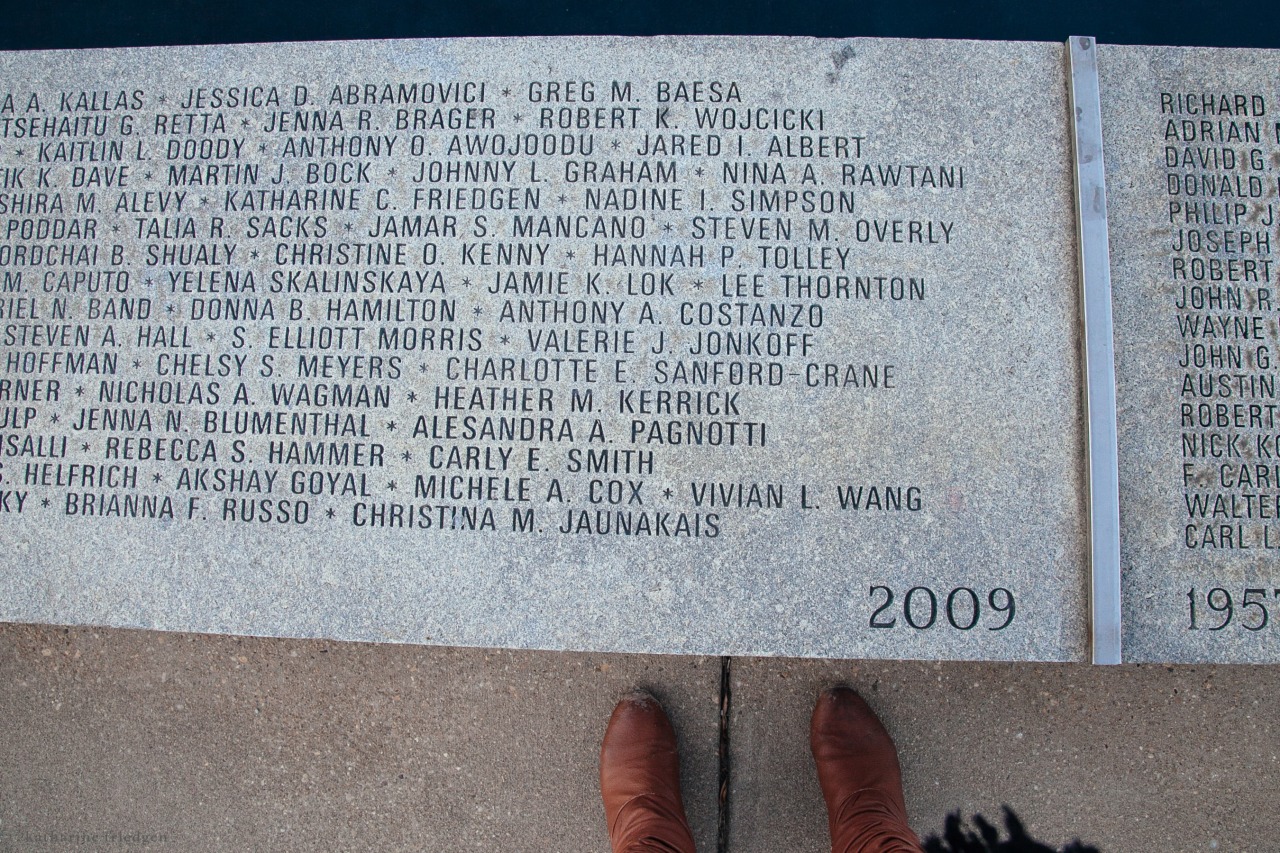 A A. KALLAS * JESSICA D. ABRAMOVICI * GREG M. BAESA
TSEHAITU G. RETTA * JENNA R. BRAGER * ROBERT K. WOJCICKI
* KAITLIN L. DOODY * ANTHONY O. AWOJOODU * JARED I. ALBERT
IK K. DAVE * MARTIN J. BOCK * JOHNNY L. GRAHAM * NINA A. RAWTANI
SHIRA M. ALEVY * KATHARINE C. FRIEDGEN * NADINE I. SIMPSON
PODDAR * TALIA R. SACKS * JAMAR S. MANCANO * STEVEN M. OVERLY
ORDCHAI B. SHUALY * CHRISTINE O. KENNY * HANNAH P. TOLLEY
M. CAPUTO * YELENA SKALINSKAYA * JAMIE K. LOK * LEE THORNTON
RIEL N. BAND * DONNA B. HAMILTON * ANTHONY A. COSTANZO
STEVEN A. HALL * S. ELLIOTT MORRIS * VALERIE J. JONKOFF
HOFFMAN * CHELSY S. MEYERS * CHARLOTTE E. SANFORD-CRANE
RNER * NICHOLAS A. WAGMAN * HEATHER M. KERRICK
ULP * JENNA N. BLUMENTHAL * ALESANDRA A. PAGNOTTI
ISALLI * REBECCA S. HAMMER * CARLY E. SMITH
S. HELFRICH * AKSHAY GOYAL * MICHELE A. COX * VIVIAN L. WANG
KY * BRIANNA F. RUSSO * CHRISTINA M. JAUNAKAIS
2009
RICHARD
ADRIAN
DAVID G.
DONALD
PHILIP J
JOSEPH
ROBERT
JOHN R.
WAYNE
JOHN G.
AUSTIN
ROBERT
NICK KO
F. CARL
WALTE
CARL L.
1957
katharine friedgen